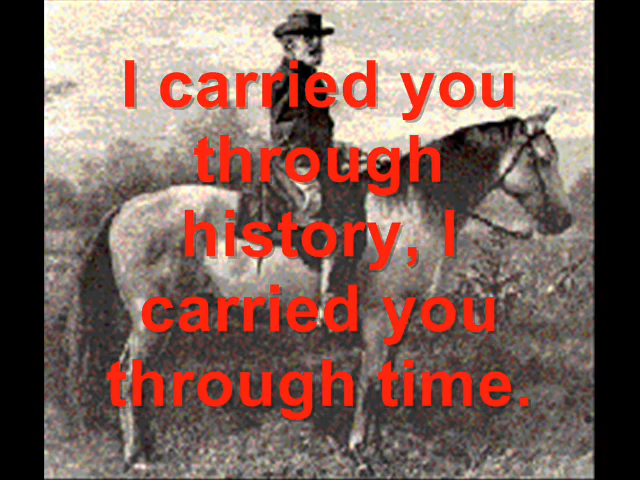 I carried you
through
history, I
carried you
through time.